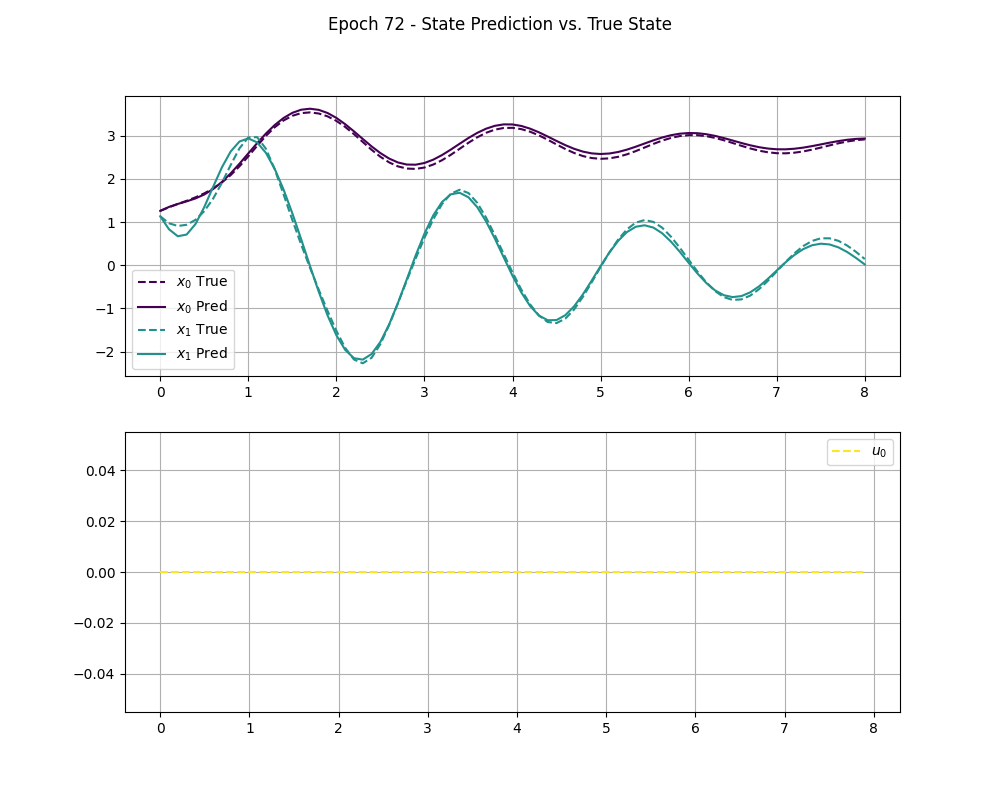 Epoch 72 - State Prediction vs. True State
3
2
1
0
−1
−2
x₀ True
x₀ Pred
x₁ True
x₁ Pred
0 1 2 3 4 5 6 7 8
0.04
0.02
0.00
−0.02
−0.04
u₀
0 1 2 3 4 5 6 7 8